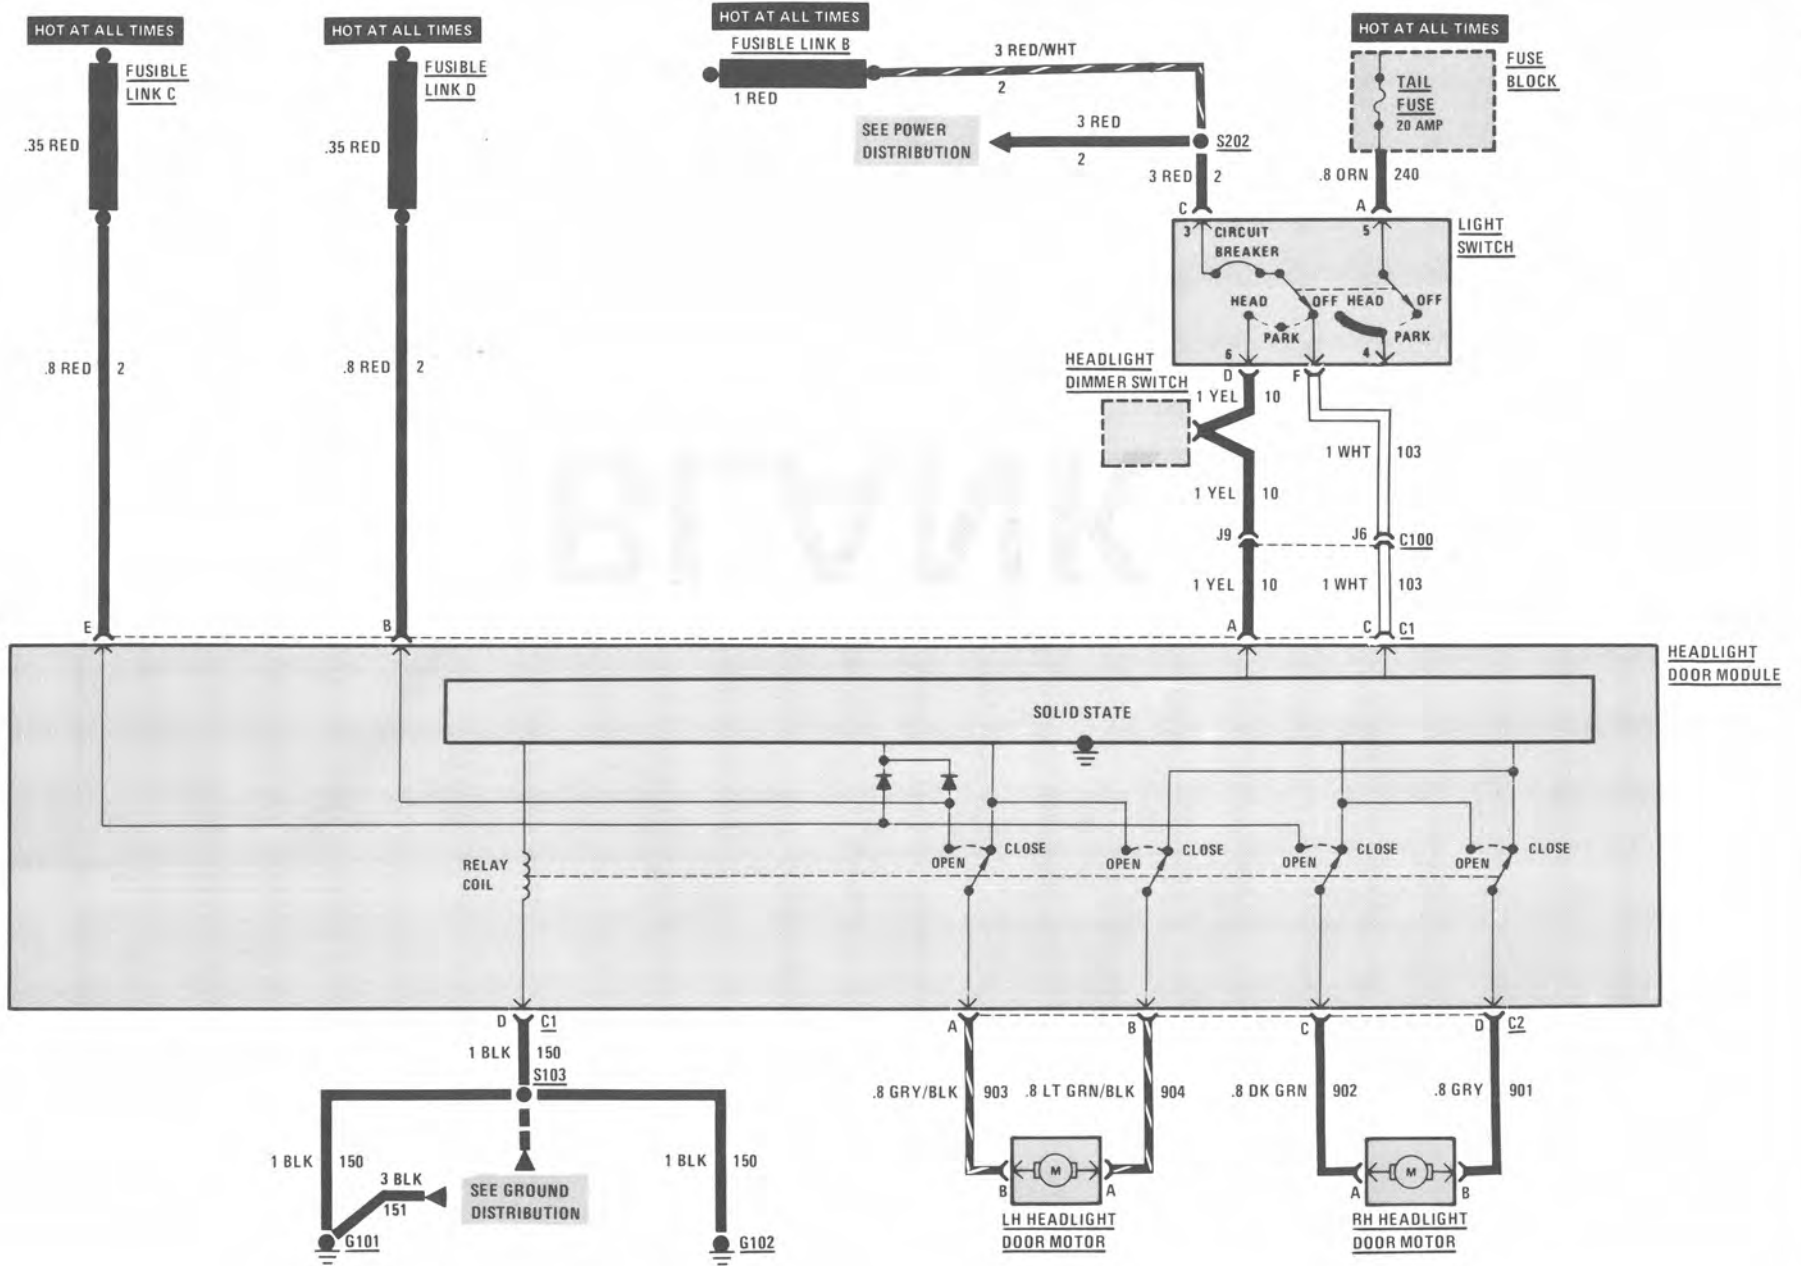 HOT AT ALL TIMES
HOT AT ALL TIMES
HOT AT ALL TIMES
HOT AT ALL TIMES
FUSIBLE
LINK C
.35 RED
FUSIBLE
LINK D
.35 RED
FUSIBLE LINK B
1 RED
3 RED/WHT
2
SEE POWER
DISTRIBUTION
3 RED
2
S202
3 RED
2
FUSE
BLOCK
TAIL
FUSE
20 AMP
.8 ORN
240
C
A
LIGHT
SWITCH
3
CIRCUIT
BREAKER
5
HEAD
OFF
HEAD
OFF
PARK
PARK
6
4
D
F
.8 RED
2
.8 RED
2
HEADLIGHT
DIMMER SWITCH
1 YEL
10
1 WHT
103
1 YEL
10
J9
J6
C100
1 YEL
10
1 WHT
103
BLANK
E
B
A
C
C1
HEADLIGHT
DOOR MODULE
SOLID STATE
RELAY
COIL
OPEN
CLOSE
OPEN
CLOSE
OPEN
CLOSE
OPEN
CLOSE
D
C1
A
B
C
D
C2
1 BLK
150
S103
.8 GRY/BLK
903
.8 LT GRN/BLK
904
.8 DK GRN
902
.8 GRY
901
1 BLK
150
3 BLK
151
SEE GROUND
DISTRIBUTION
1 BLK
150
G101
G102
B
M
A
LH HEADLIGHT
DOOR MOTOR
A
M
B
RH HEADLIGHT
DOOR MOTOR